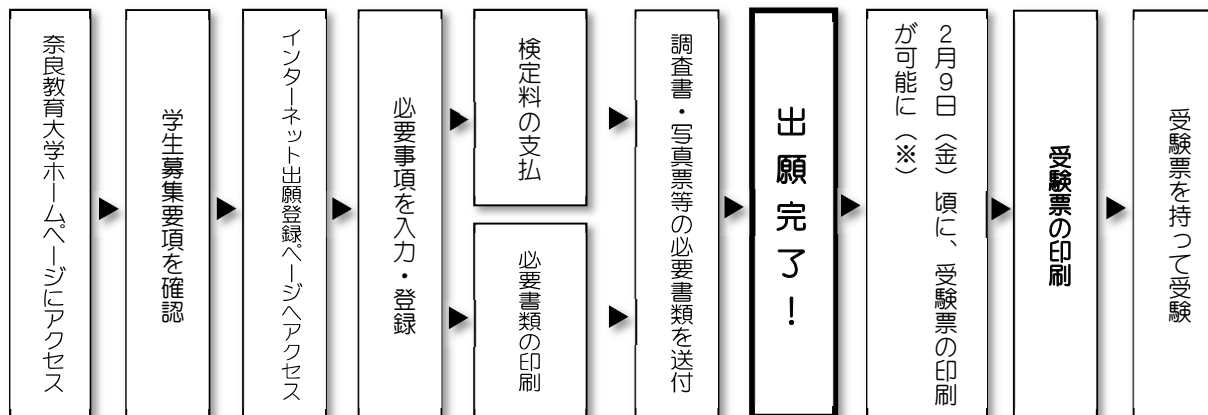 奈良教育大学ホームページにアクセス
学生募集要項を確認
インターネット出願登録ページへアクセス
必要事項を入力・登録
検定料の支払
必要書類の印刷
調査書・写真票等の必要書類を送付
出願完了!
2月9日(金)頃に、受験票の印刷
が可能に(※)
受験票の印刷
受験票を持って受験